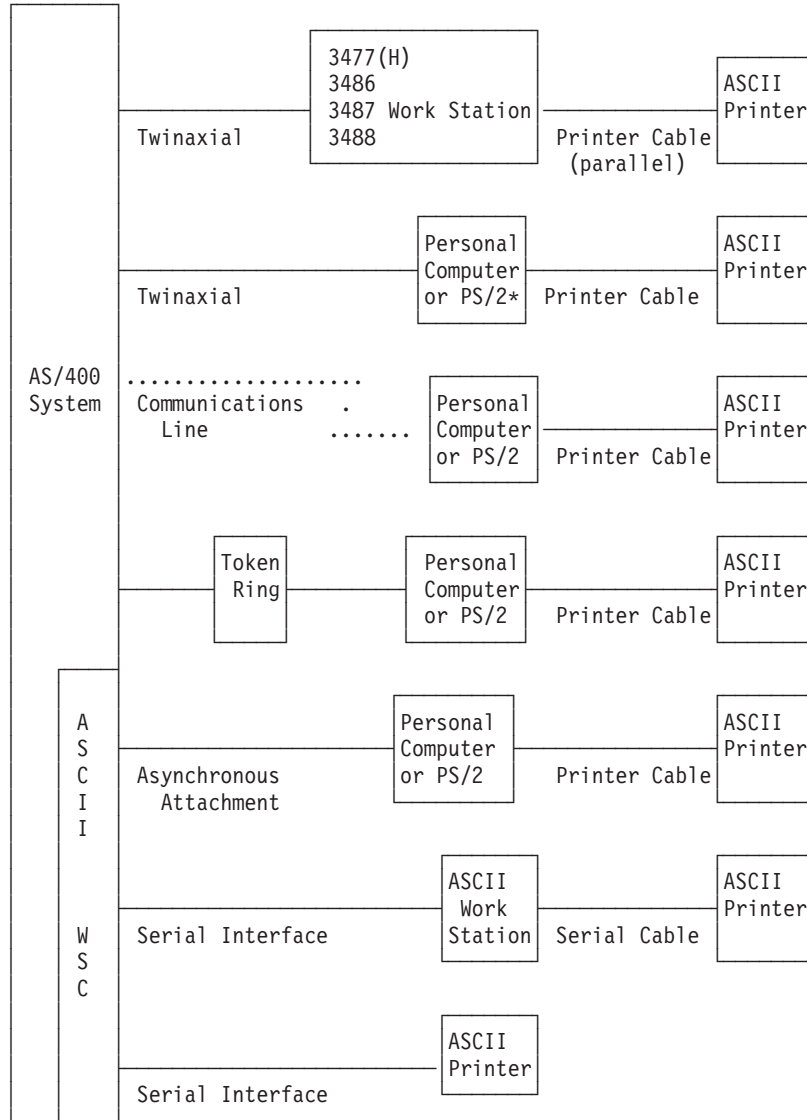 3477(H)
3486
3487 Work Station
3488
ASCII
Printer
Twinaxial
Printer Cable
(parallel)
Personal
Computer
or PS/2*
ASCII
Printer
Twinaxial
Printer Cable
AS/400
System
....................
Communications .
Line .......
Personal
Computer
or PS/2
ASCII
Printer
Printer Cable
Token
Ring
Personal
Computer
or PS/2
ASCII
Printer
Printer Cable
A
S
C
I
I
W
S
C
Personal
Computer
or PS/2
ASCII
Printer
Asynchronous
Attachment
Printer Cable
ASCII
Work
Station
ASCII
Printer
Serial Interface
Serial Cable
ASCII
Printer
Serial Interface